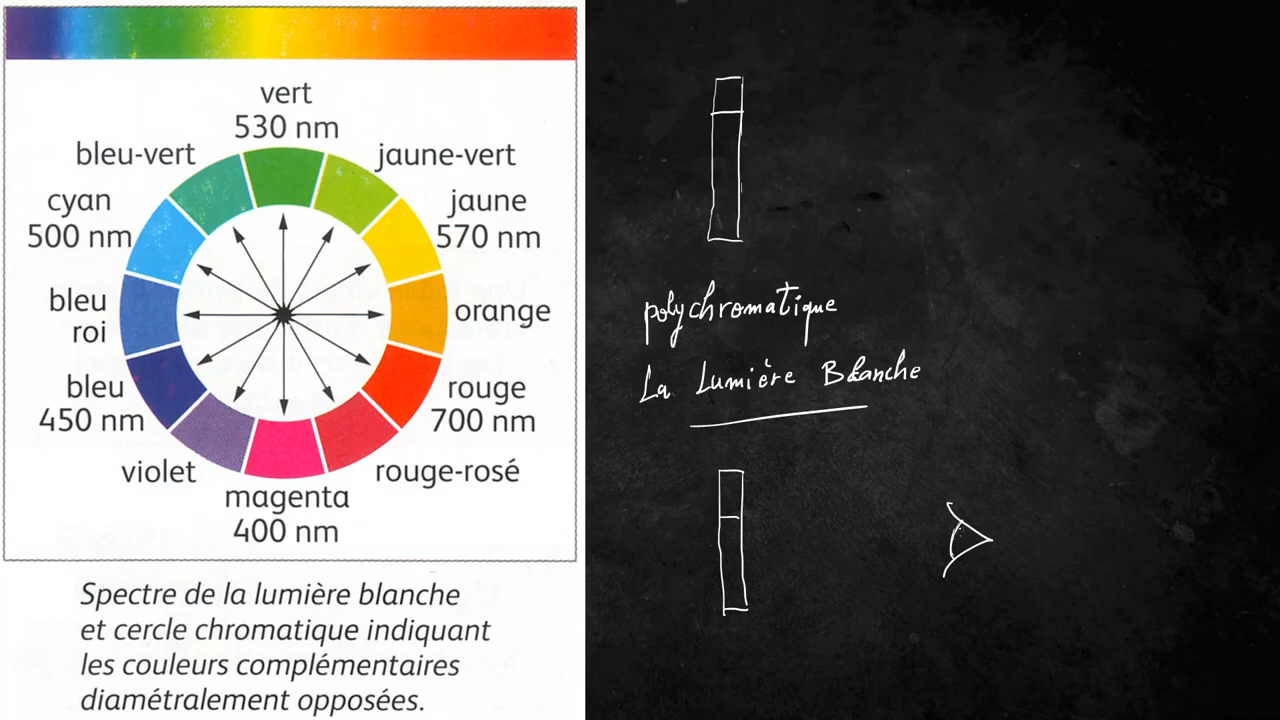 vert
530 nm
bleu-vert
jaune-vert
cyan
500 nm
jaune
570 nm
bleu
roi
orange
bleu
450 nm
rouge
700 nm
violet
rouge-rosé
magenta
400 nm
Spectre de la lumière blanche
et cercle chromatique indiquant
les couleurs complémentaires
diamétralement opposées.
polychromatique
La Lumière Blanche